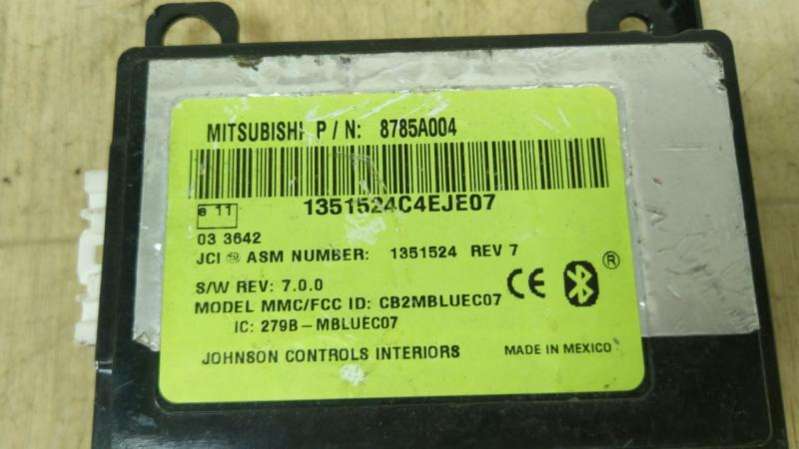 MITSUBISHI P / N: 8785A004
1351524C4EJE07
e 11
03 3642
JCI ASM NUMBER: 1351524 REV 7
S/W REV: 7.0.0
MODEL MMC/FCC ID: CB2MBLUEC07
IC: 279B-MBLUEC07
CE ®
JOHNSON CONTROLS INTERIORS MADE IN MEXICO